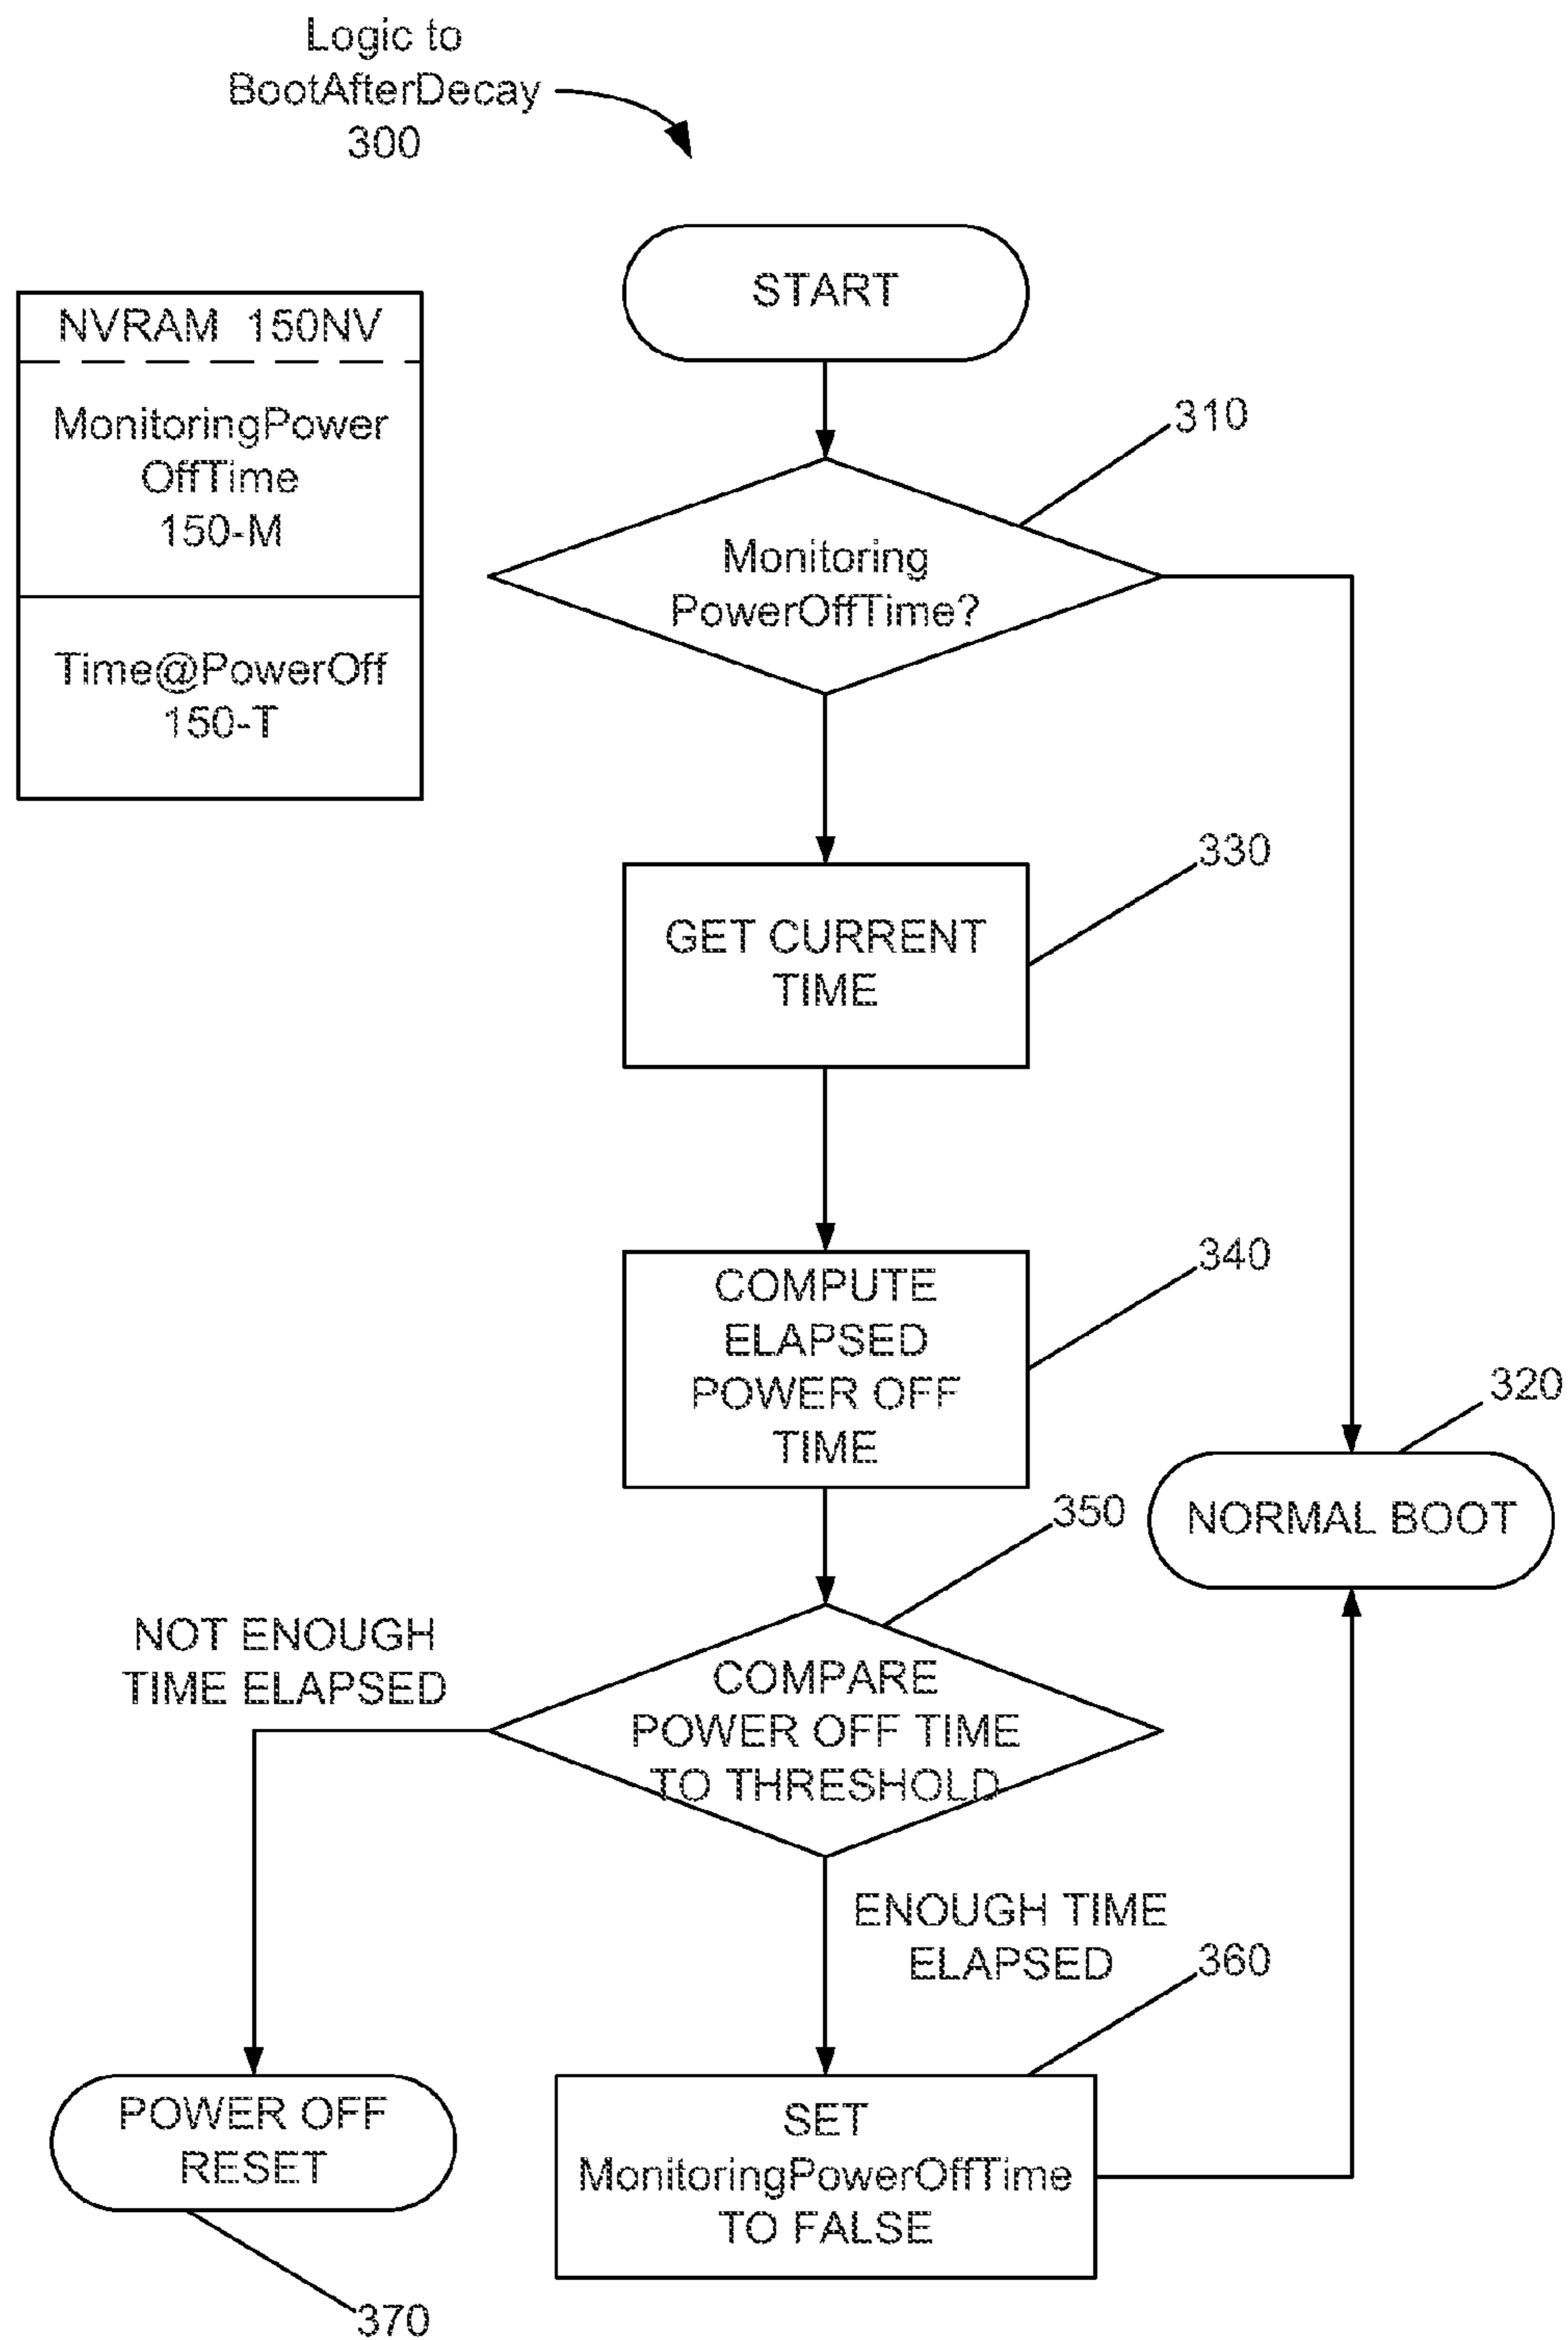 Logic to
BootAfterDecay
300
START
NVRAM 150NV
MonitoringPower
OffTime
150-M
Time@PowerOff
150-T
310
Monitoring
PowerOffTime?
330
GET CURRENT
TIME
340
COMPUTE
ELAPSED
POWER OFF
TIME
320
NORMAL BOOT
350
NOT ENOUGH
TIME ELAPSED
COMPARE
POWER OFF TIME
TO THRESHOLD
ENOUGH TIME
ELAPSED
360
POWER OFF
RESET
SET
MonitoringPowerOffTime
TO FALSE
370